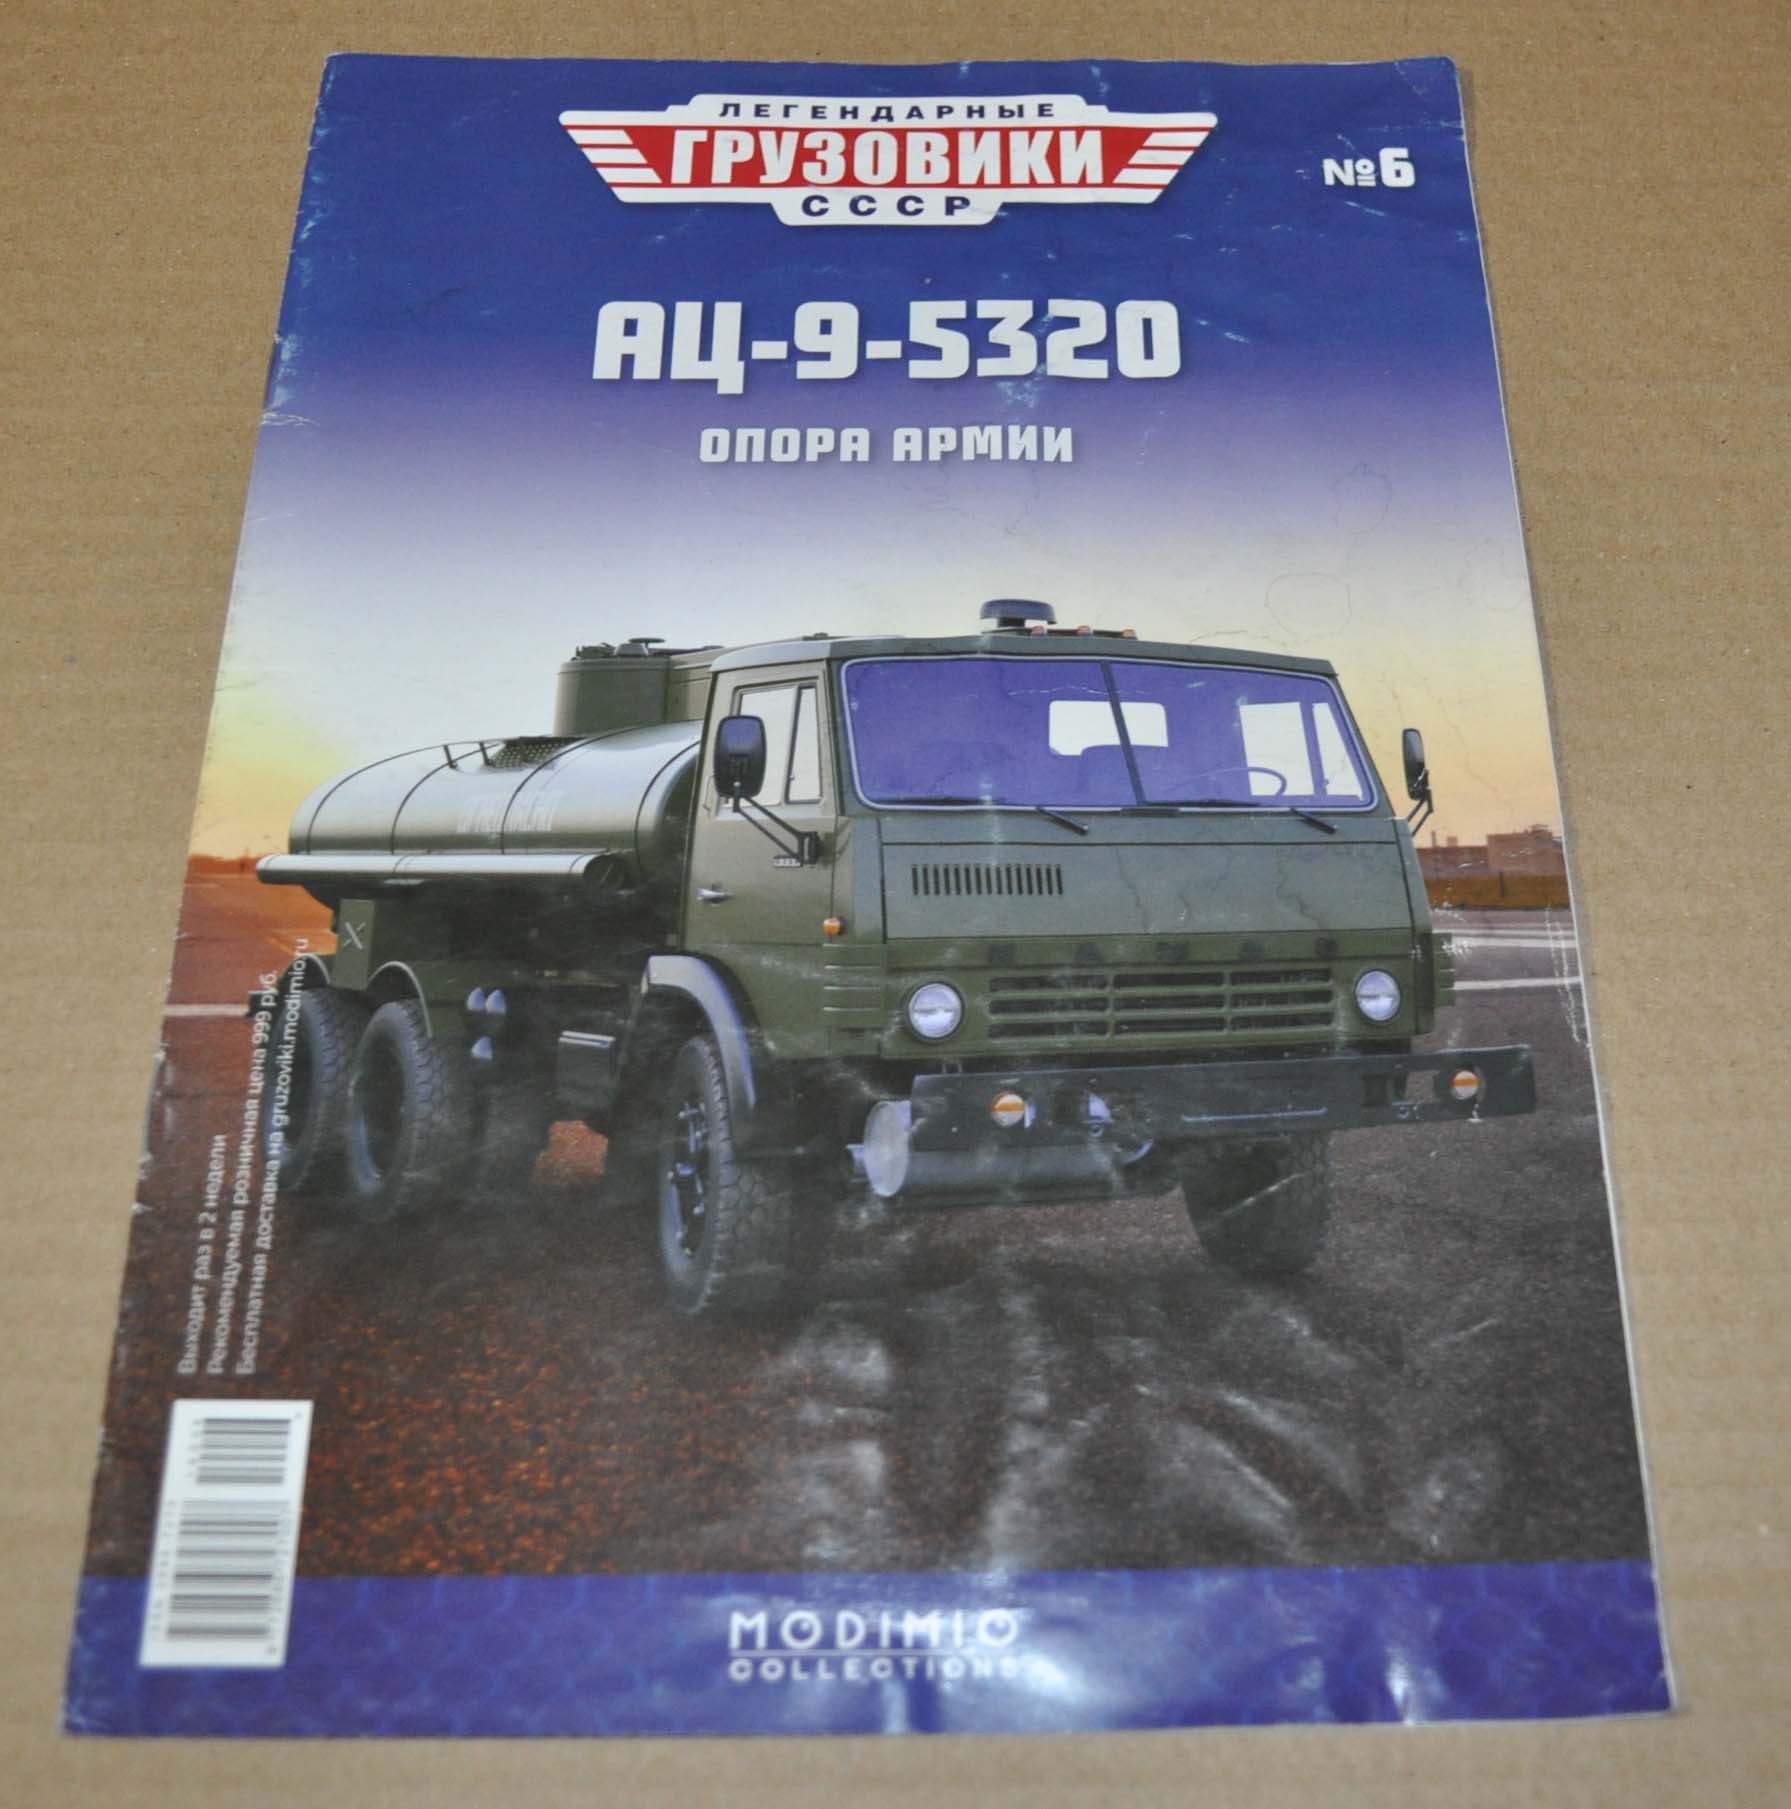 ЛЕГЕНДАРНЫЕ
ГРУЗОВИКИ
СССР
№6
АЦ-9-5320
ОПОРА АРМИИ
КАМАЗ
Выходит раз в 2 недели
Рекомендуемая розничная цена 999 руб.
Бесплатная доставка на gruzoviki.modimio.ru
MODIMIO
COLLECTIONS